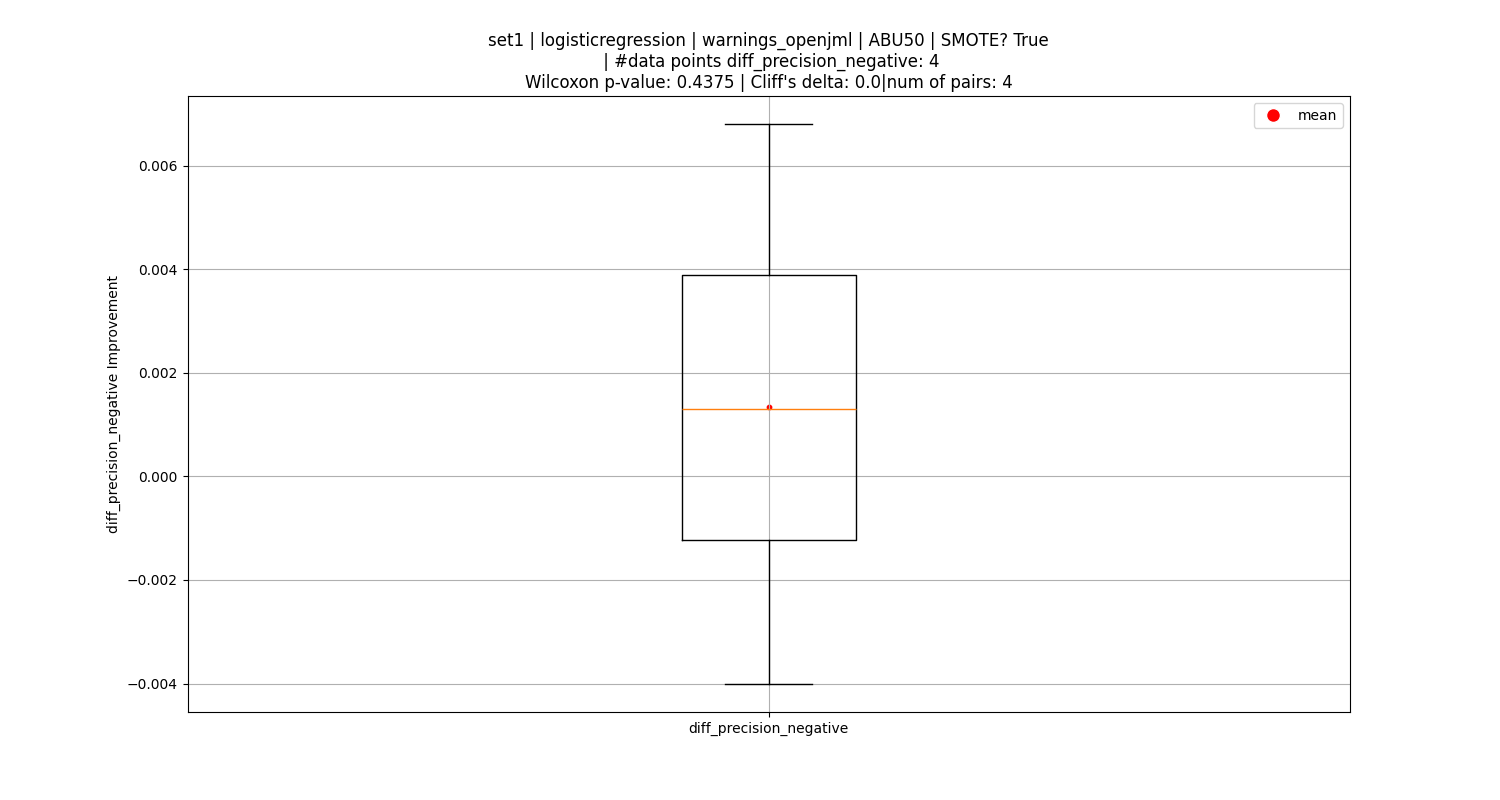 set1 | logisticregression | warnings_openjml | ABU50 | SMOTE? True
| #data points diff_precision_negative: 4
Wilcoxon p-value: 0.4375 | Cliff's delta: 0.0|num of pairs: 4
mean
0.006
0.004
0.002
0.000
−0.002
−0.004
diff_precision_negative Improvement
diff_precision_negative